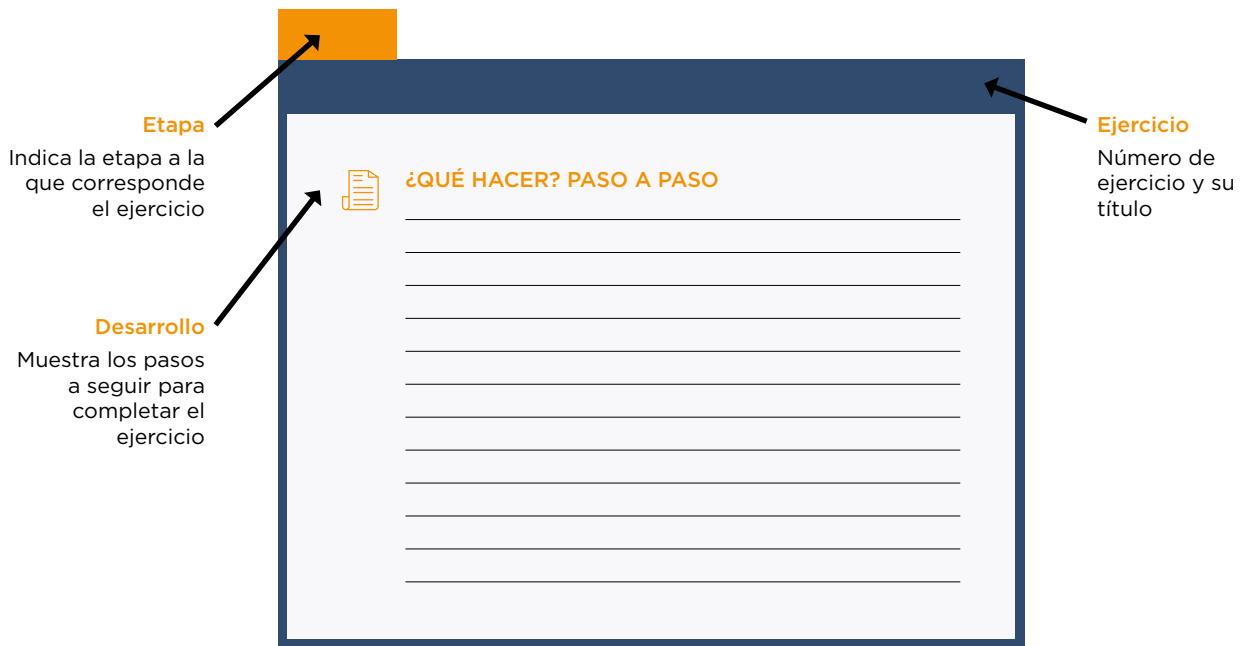 Etapa
Indica la etapa a la
que corresponde
el ejercicio
Desarrollo
Muestra los pasos
a seguir para
completar el
ejercicio
¿QUÉ HACER? PASO A PASO
Ejercicio
Número de
ejercicio y su
título